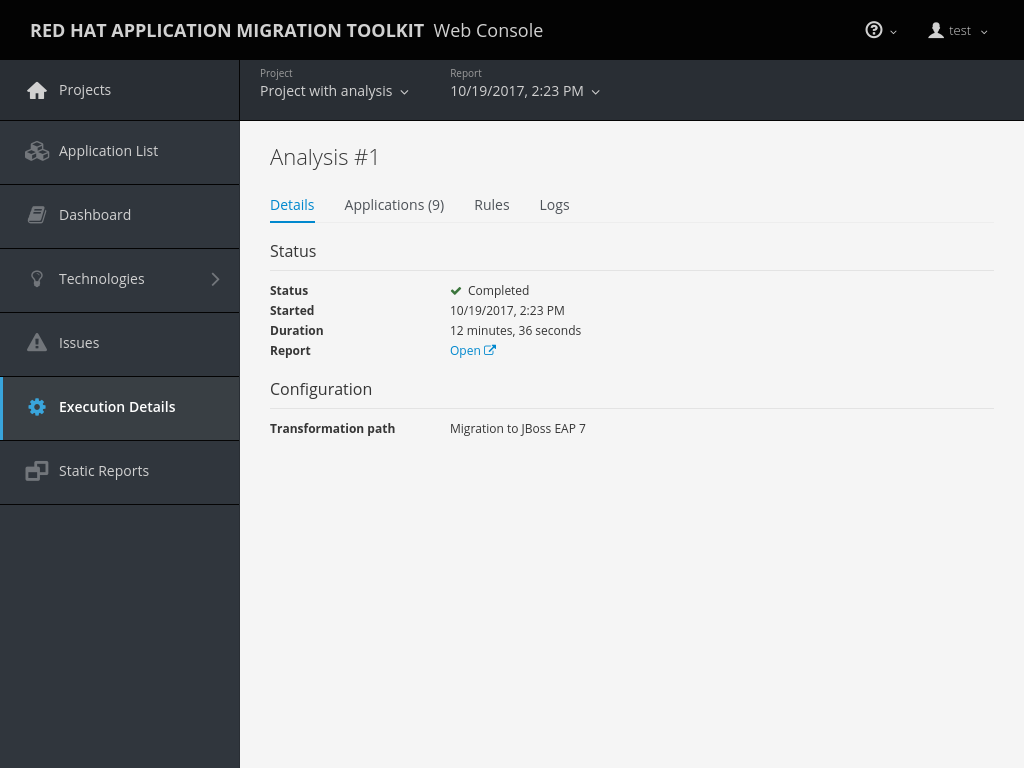 RED HAT APPLICATION MIGRATION TOOLKIT Web Console
test
Projects
Project
Project with analysis
Report
10/19/2017, 2:23 PM
Application List
Dashboard
Technologies
Issues
Execution Details
Static Reports
Analysis #1
Details Applications (9) Rules Logs
Status
Status Completed
Started 10/19/2017, 2:23 PM
Duration 12 minutes, 36 seconds
Report Open
Configuration
Transformation path Migration to JBoss EAP 7